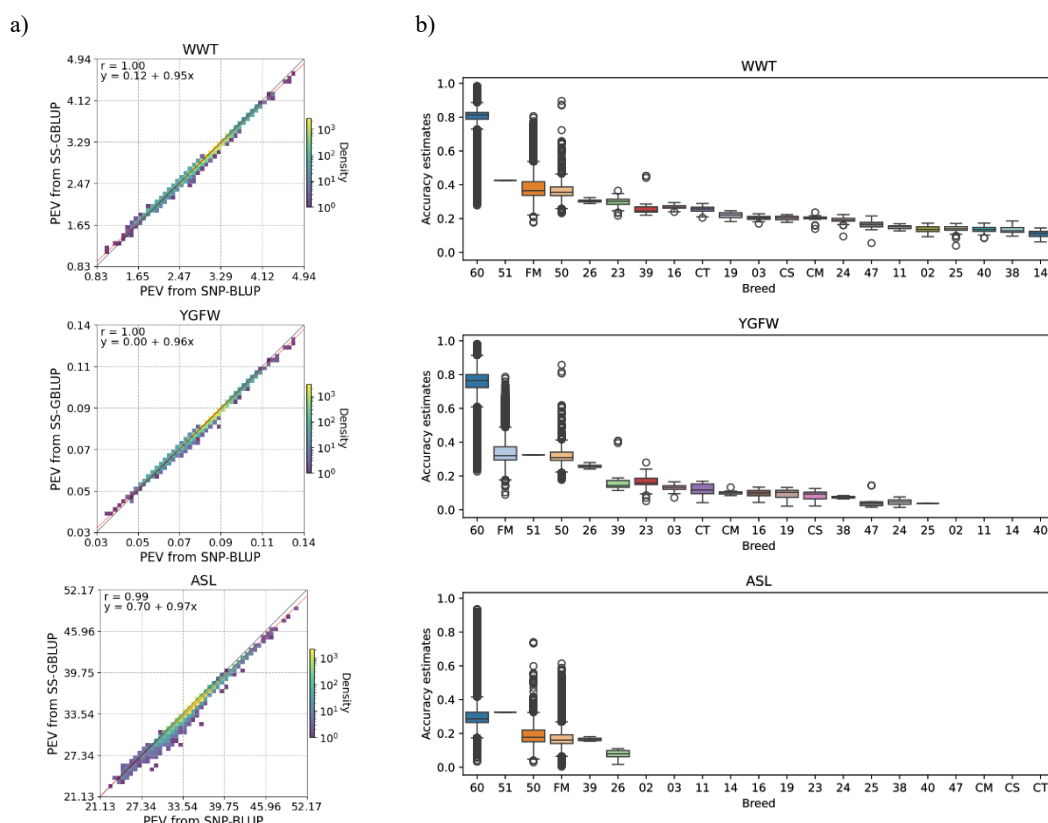 a)
WWT
r = 1.00
y = 0.12 + 0.95x
PEV from SS-GBLUP
4.94
4.12
3.29
2.47
1.65
0.83
0.83 1.65 2.47 3.29 4.12 4.94
PEV from SNP-BLUP
10³
10²
10¹
10⁰
Density
YGFW
r = 1.00
y = 0.00 + 0.96x
PEV from SS-GBLUP
0.14
0.11
0.09
0.07
0.05
0.03
0.03 0.05 0.07 0.09 0.11 0.14
PEV from SNP-BLUP
10³
10²
10¹
10⁰
Density
ASL
r = 0.99
y = 0.70 + 0.97x
PEV from SS-GBLUP
52.17
45.96
39.75
33.54
27.34
21.13
21.13 27.34 33.54 39.75 45.96 52.17
PEV from SNP-BLUP
10³
10²
10¹
10⁰
Density
b)
WWT
Accuracy estimates
1.0
0.8
0.6
0.4
0.2
0.0
60 51 FM 50 26 23 39 16 CT 19 03 CS CM 24 47 11 02 25 40 38 14
Breed
YGFW
Accuracy estimates
1.0
0.8
0.6
0.4
0.2
0.0
60 FM 51 50 26 39 23 03 CT CM 16 19 CS 38 47 24 25 02 11 14 40
Breed
ASL
Accuracy estimates
1.0
0.8
0.6
0.4
0.2
0.0
60 51 50 FM 39 26 02 03 11 14 16 19 23 24 25 38 40 47 CM CS CT
Breed